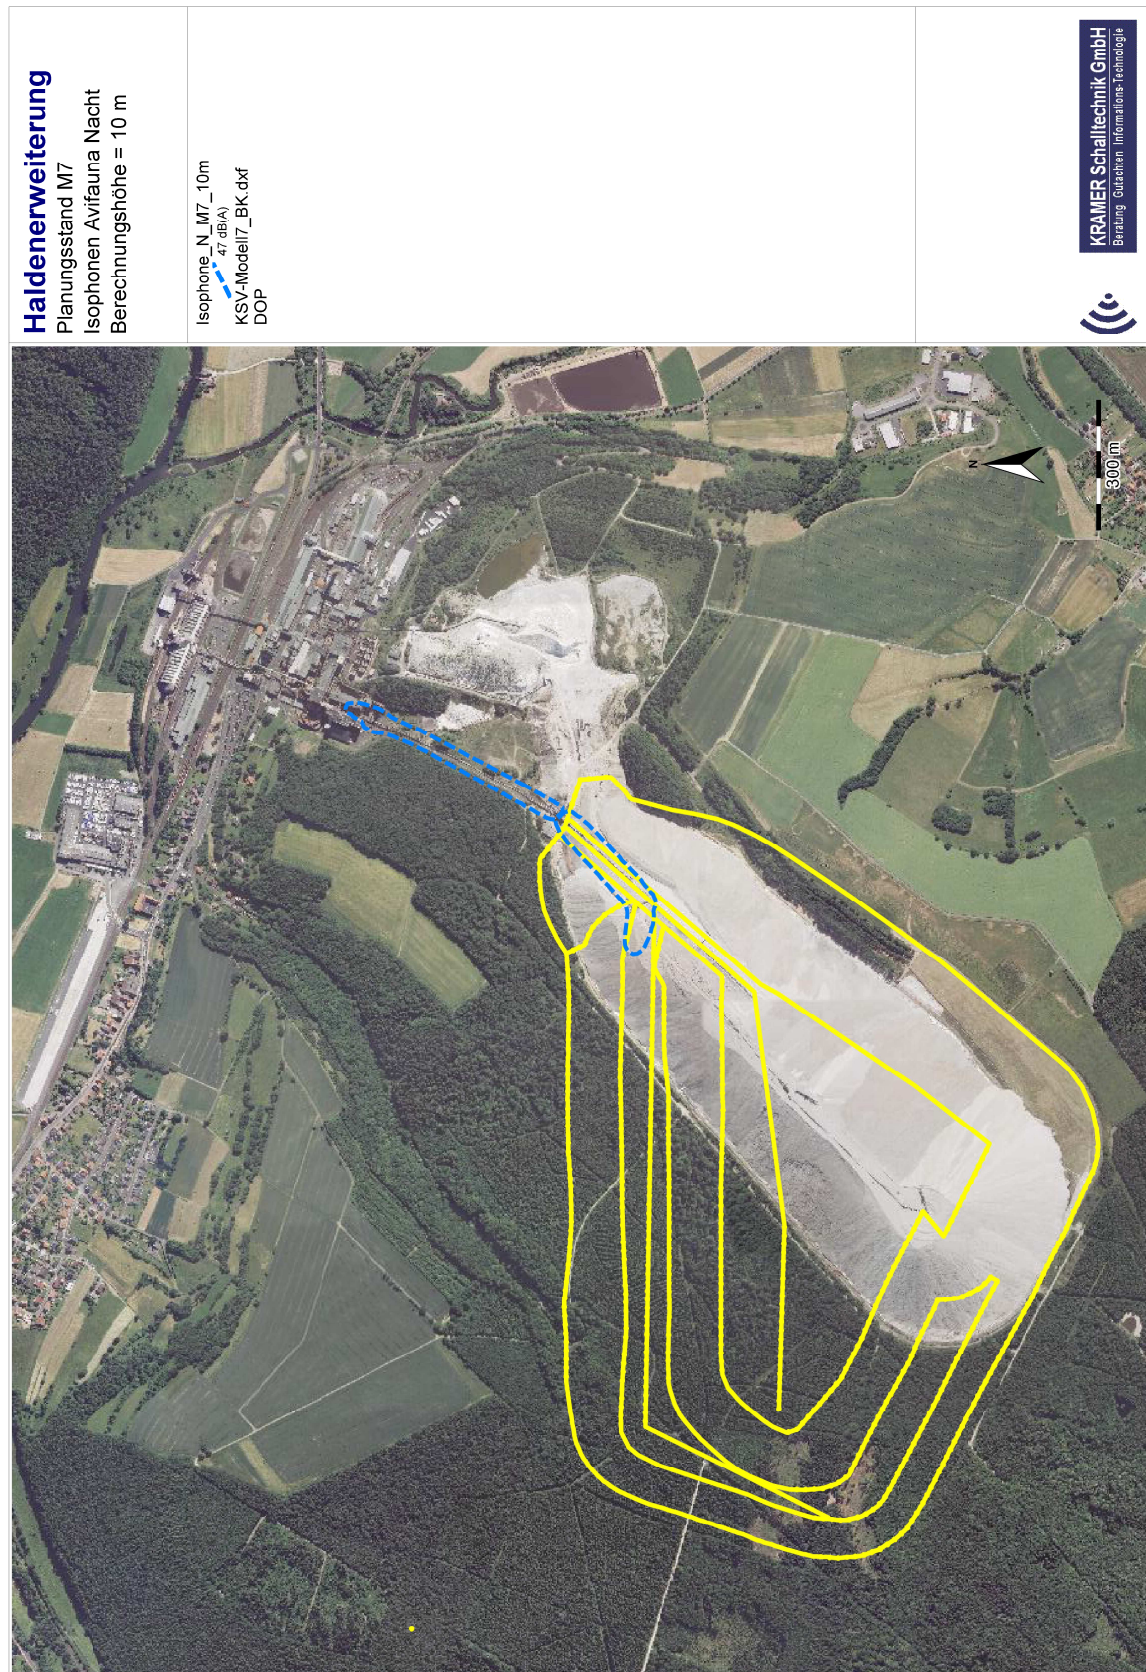 Haldenerweiterung
Planungsstand M7
Isophonen Avifauna Nacht
Berechnungshöhe = 10 m
Isophone_N_M7_10m
47 dB(A)
KSV-Modell7_BK.dxf
DOP
KRAMER Schalltechnik GmbH
Beratung Gutachten Informations-Technologie
N
300 m